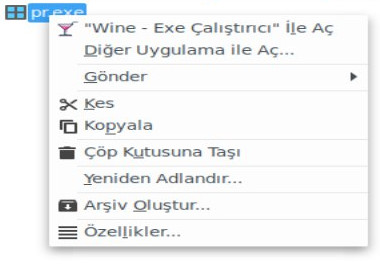 pr.exe
"Wine - Exe Çalıştırıcı" İle Aç
Diğer Uygulama ile Aç...
Gönder
Kes
Kopyala
Çöp Kutusuna Taşı
Yeniden Adlandır...
Arşiv Oluştur...
Özellikler...